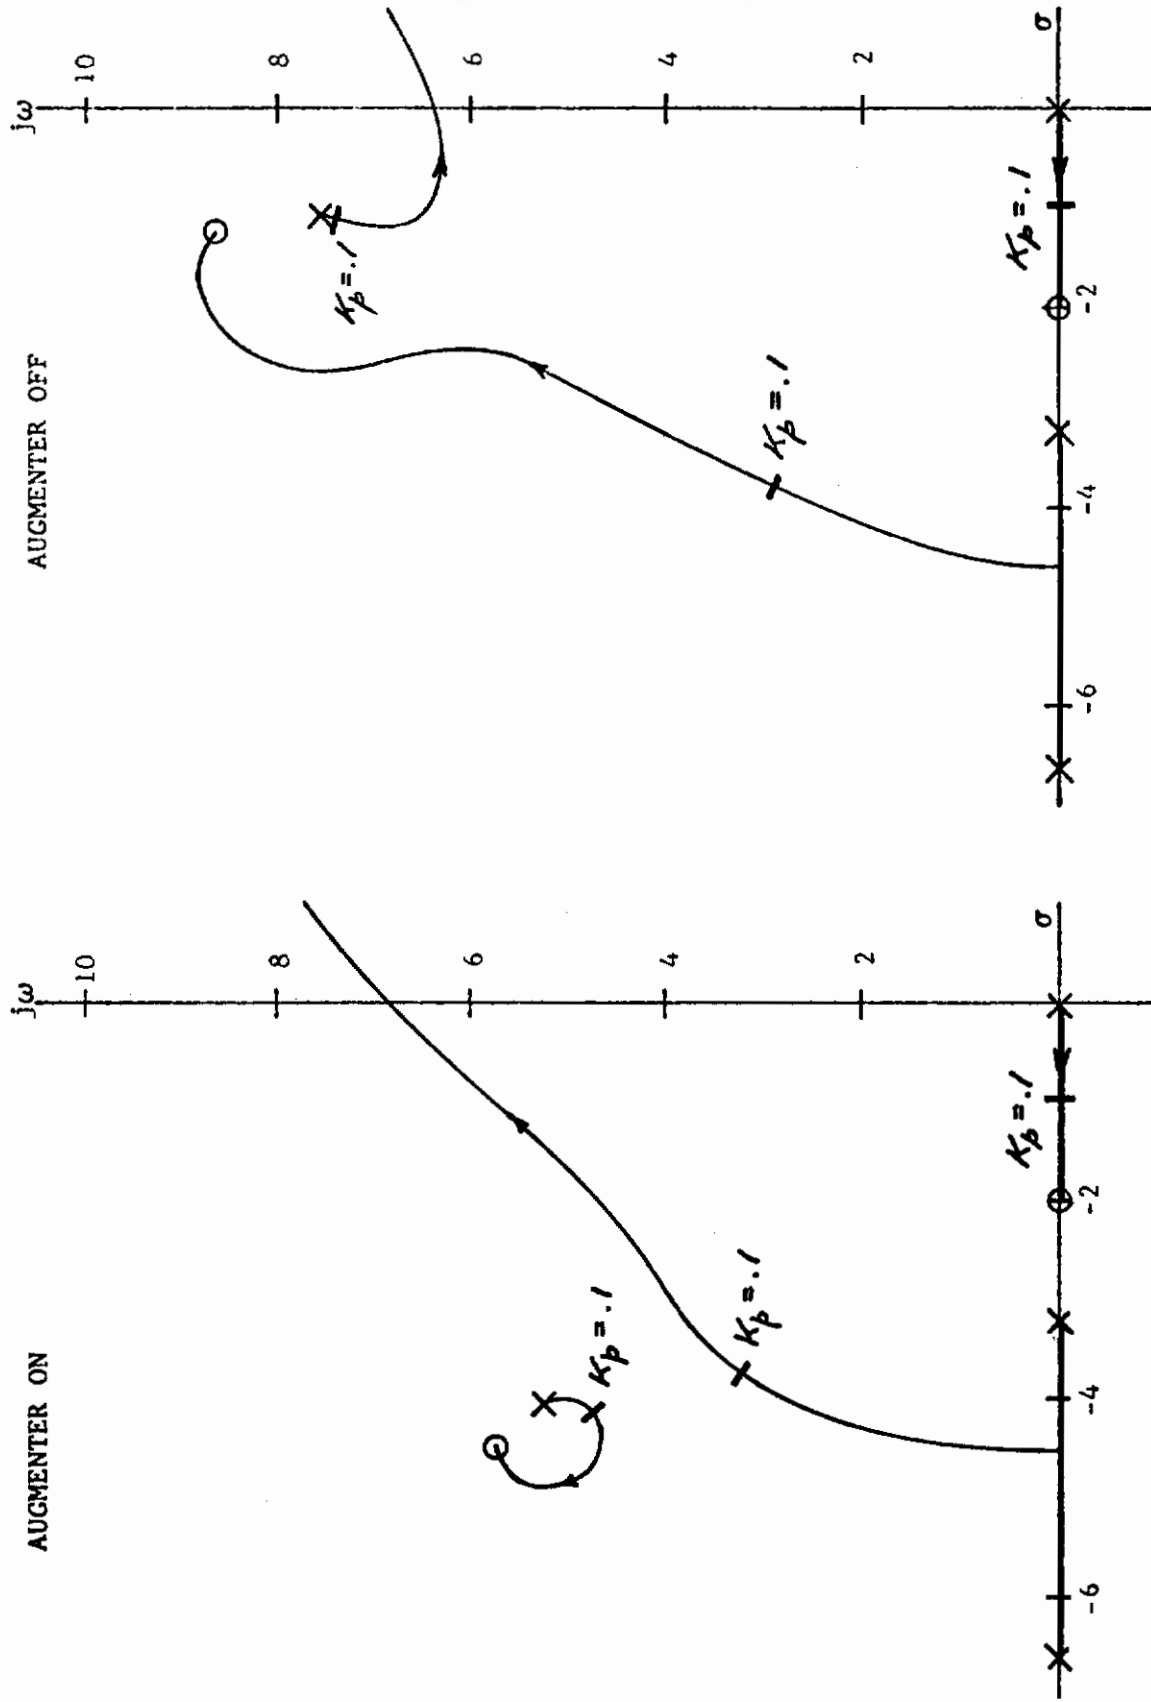 AUGMENTER ON
jω
10
8
6
4
2
σ
-2
-4
-6
Kp=.1
Kp=.1
Kp=.1
AUGMENTER OFF
jω
10
8
6
4
2
σ
-2
-4
-6
Kp=.1
Kp=.1
Kp=.1